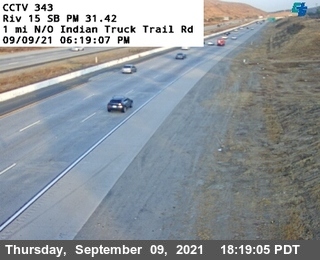 CCTV 343
Riv 15 SB PM 31.42
1 mi N/O Indian Truck Trail Rd
09/09/21 06:19:07 PM
Thursday, September 09, 2021 18:19:05 PDT